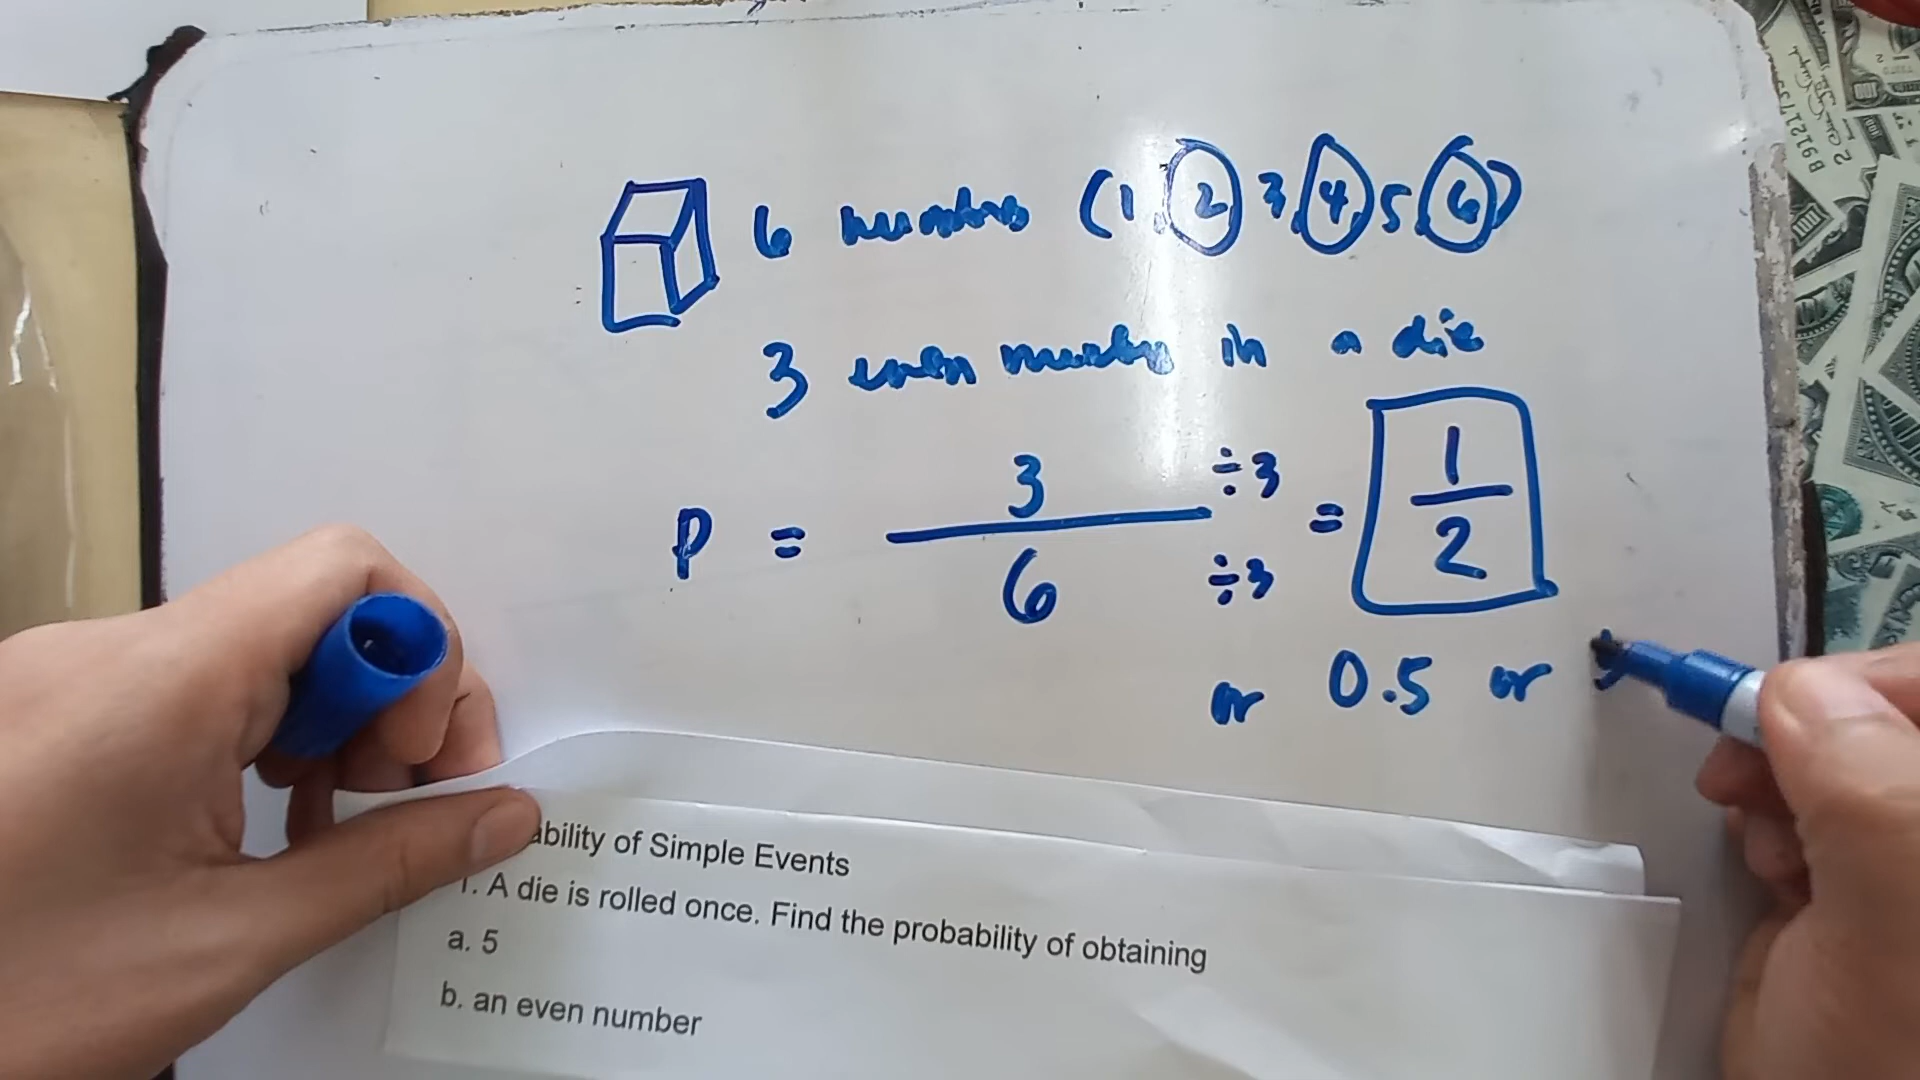 6 numbers (1, 2, 3, 4, 5, 6)
3 even numbers in a die
P = 3/6 ÷3 ÷3 = 1/2
or 0.5 or
ability of Simple Events
1. A die is rolled once. Find the probability of obtaining
a. 5
b. an even number